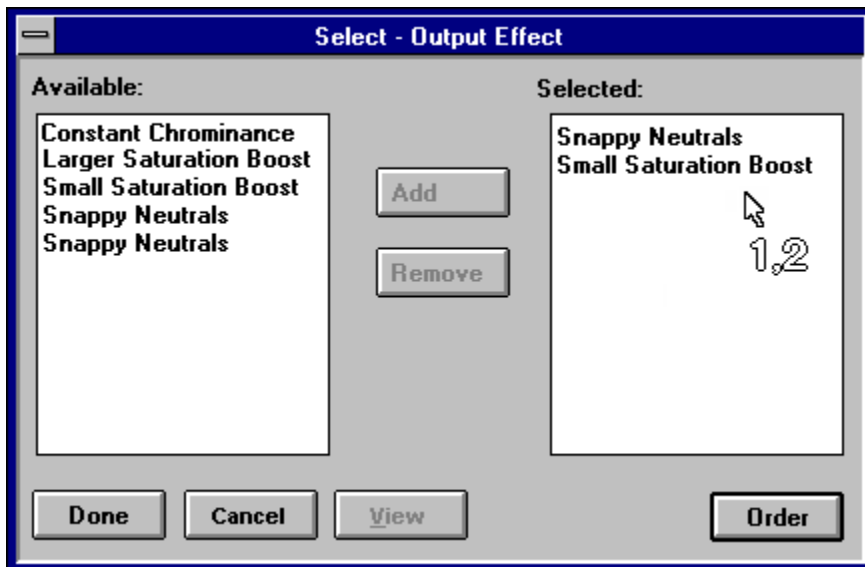 Select - Output Effect
Available:
Selected:
Constant Chrominance
Larger Saturation Boost
Small Saturation Boost
Snappy Neutrals
Snappy Neutrals
Add
Remove
Snappy Neutrals
Small Saturation Boost
1,2
Done
Cancel
View
Order